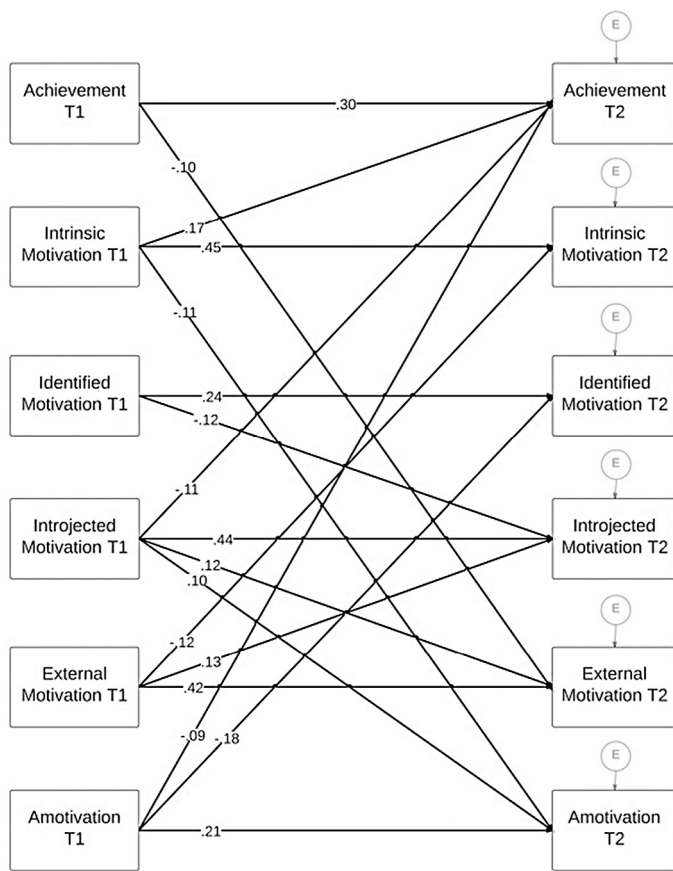 E
Achievement
T1
Achievement
T2
.30
-.10
E
.17
Intrinsic
Motivation T1
.45
Intrinsic
Motivation T2
-.11
E
Identified
Motivation T1
.24
Identified
Motivation T2
-.12
E
-.11
Introjected
Motivation T1
.44
Introjected
Motivation T2
.12
.10
E
-.12
.13
External
Motivation T1
.42
External
Motivation T2
-.09
-.18
E
Amotivation
T1
.21
Amotivation
T2